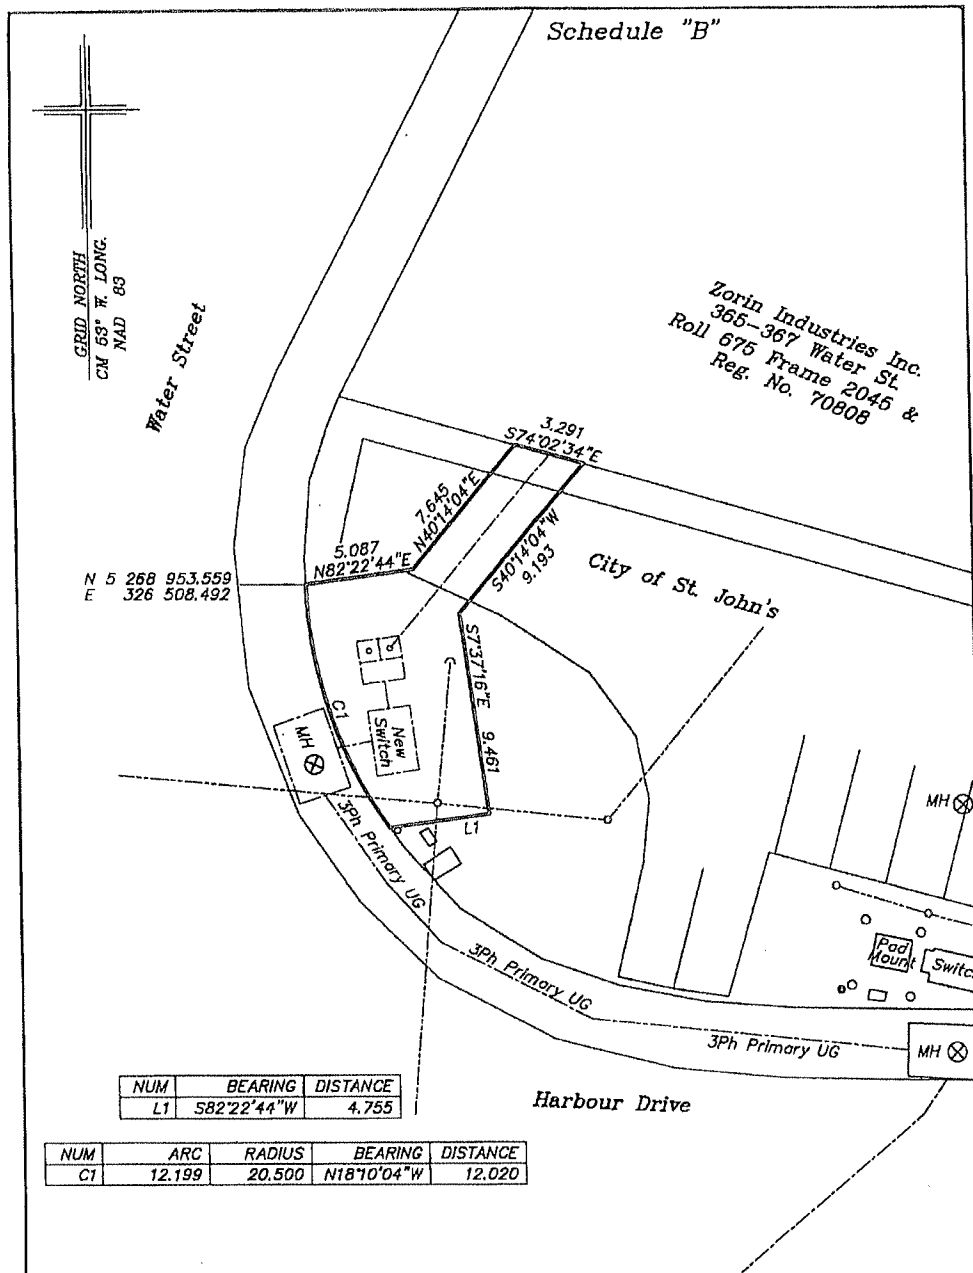 Schedule "B"
GRID NORTH
CM 53° W. LONG.
NAD 83
Water Street
Zorin Industries Inc.
365-367 Water St.
Roll 675 Frame 2045 &
Reg. No. 70808
3.291
S74°02'34"E
7.645
N40°14'04"E
5.087
N82°22'44"E
S40°14'04"W
9.193
City of St. John's
N 5 268 953.559
E 326 508.492
S7°37'16"E 9.461
C1
New
Switch
MH
L1
MH
3Ph Primary UG
3Ph Primary UG
Pad
Mount
Switc
3Ph Primary UG
MH
Harbour Drive
NUM BEARING DISTANCE
L1 S82°22'44"W 4.755
NUM ARC RADIUS BEARING DISTANCE
C1 12.199 20.500 N18°10'04"W 12.020